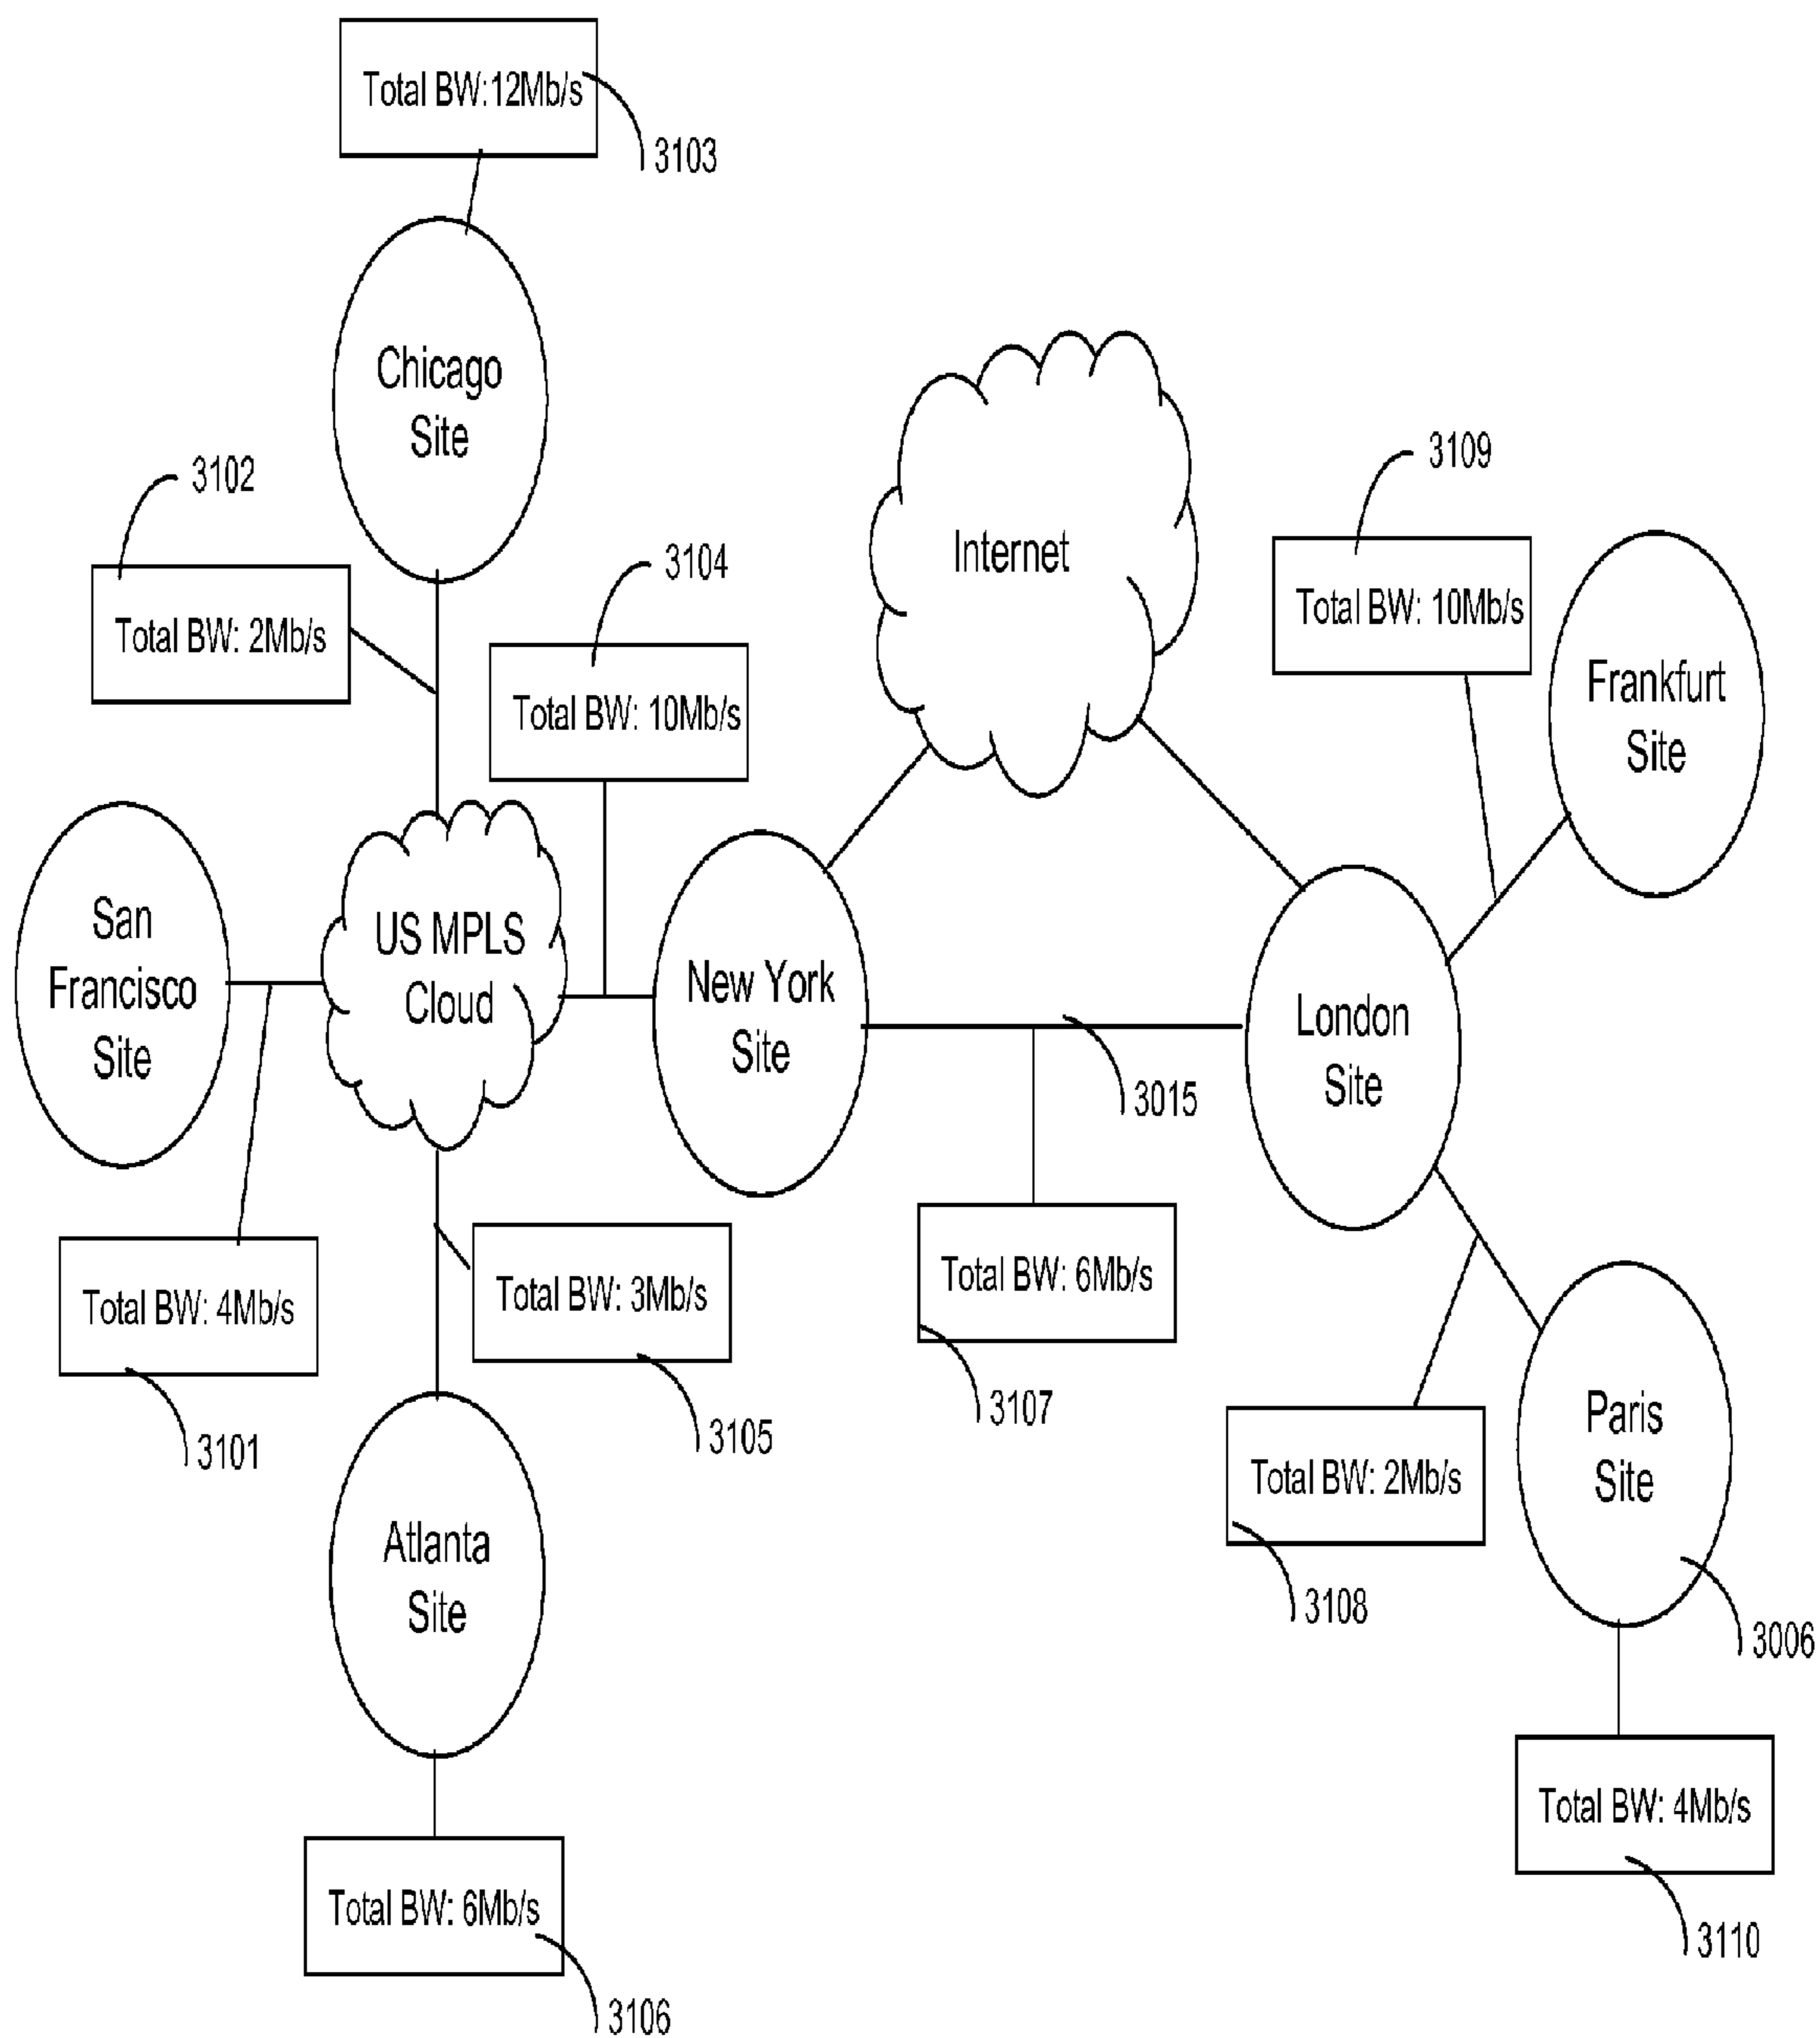 Total BW:12Mb/s
3103
Chicago
Site
3102
Total BW: 2Mb/s
3104
Total BW: 10Mb/s
Internet
3109
Total BW: 10Mb/s
Frankfurt
Site
San
Francisco
Site
US MPLS
Cloud
New York
Site
London
Site
3015
Total BW: 4Mb/s
3101
Total BW: 3Mb/s
3105
Total BW: 6Mb/s
3107
Total BW: 2Mb/s
3108
Paris
Site
3006
Atlanta
Site
Total BW: 4Mb/s
3110
Total BW: 6Mb/s
3106